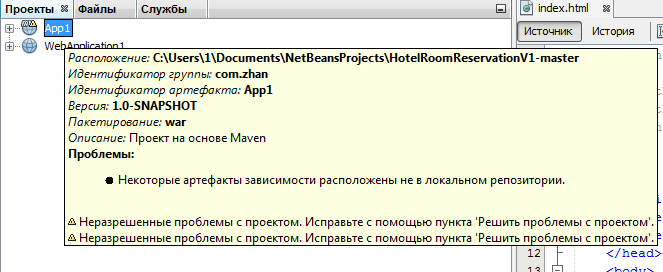 Проекты Файлы Службы
index.html
App1
Источник История
WebApplication1
Расположение: C:\Users\1\Documents\NetBeansProjects\HotelRoomReservationV1-master
Идентификатор группы: com.zhan
Идентификатор артефакта: App1
Версия: 1.0-SNAPSHOT
Пакетирование: war
Описание: Проект на основе Maven
Проблемы:
Некоторые артефакты зависимости расположены не в локальном репозитории.
Неразрешенные проблемы с проектом. Исправьте с помощью пункта 'Решить проблемы с проектом'.
Неразрешенные проблемы с проектом. Исправьте с помощью пункта 'Решить проблемы с проектом'.
12 </head>
13 <body>